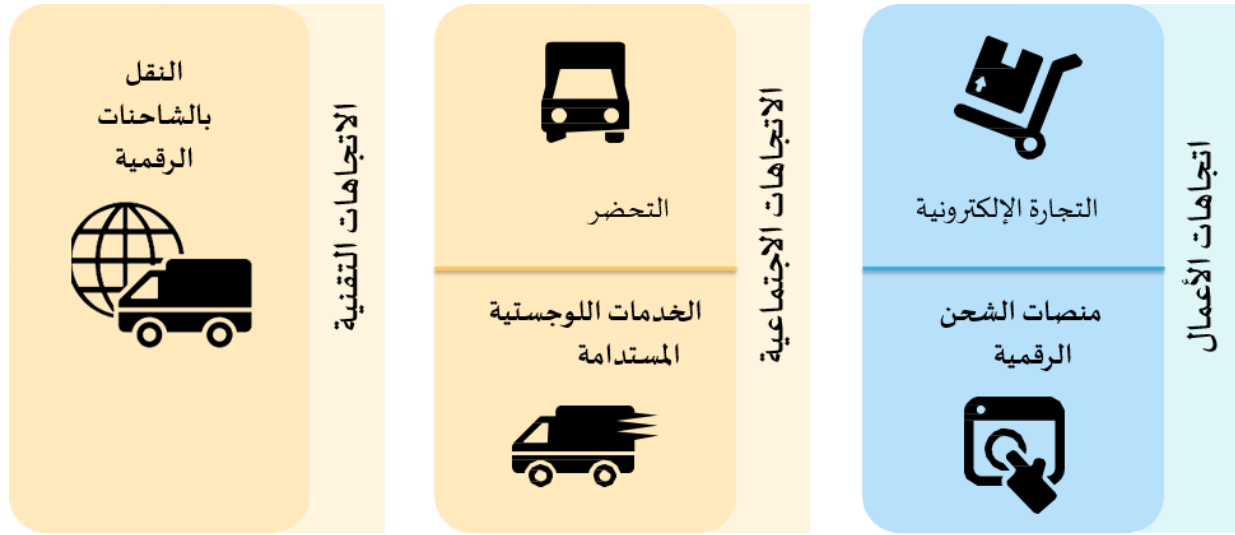 اتجاهات الأعمال
التجارة الإلكترونية
منصات الشحن
الرقمية
الاتجاهات الاجتماعية
التحضر
الخدمات اللوجستية
المستدامة
الاتجاهات التقنية
النقل
بالشاحنات
الرقمية